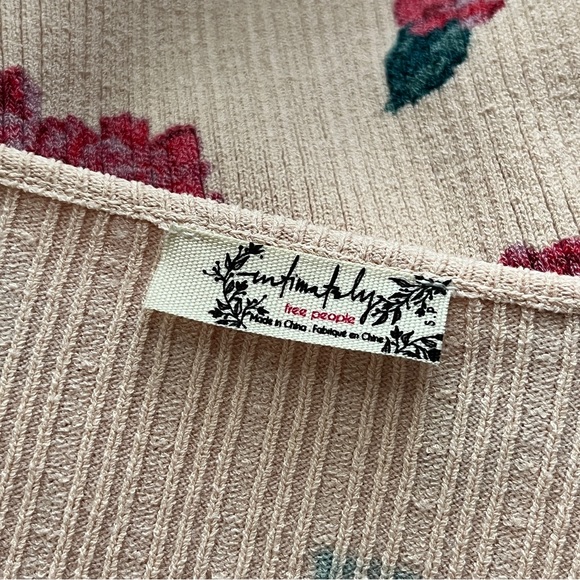 intimately
free people
Made in China . Fabriqué en Chine
S P